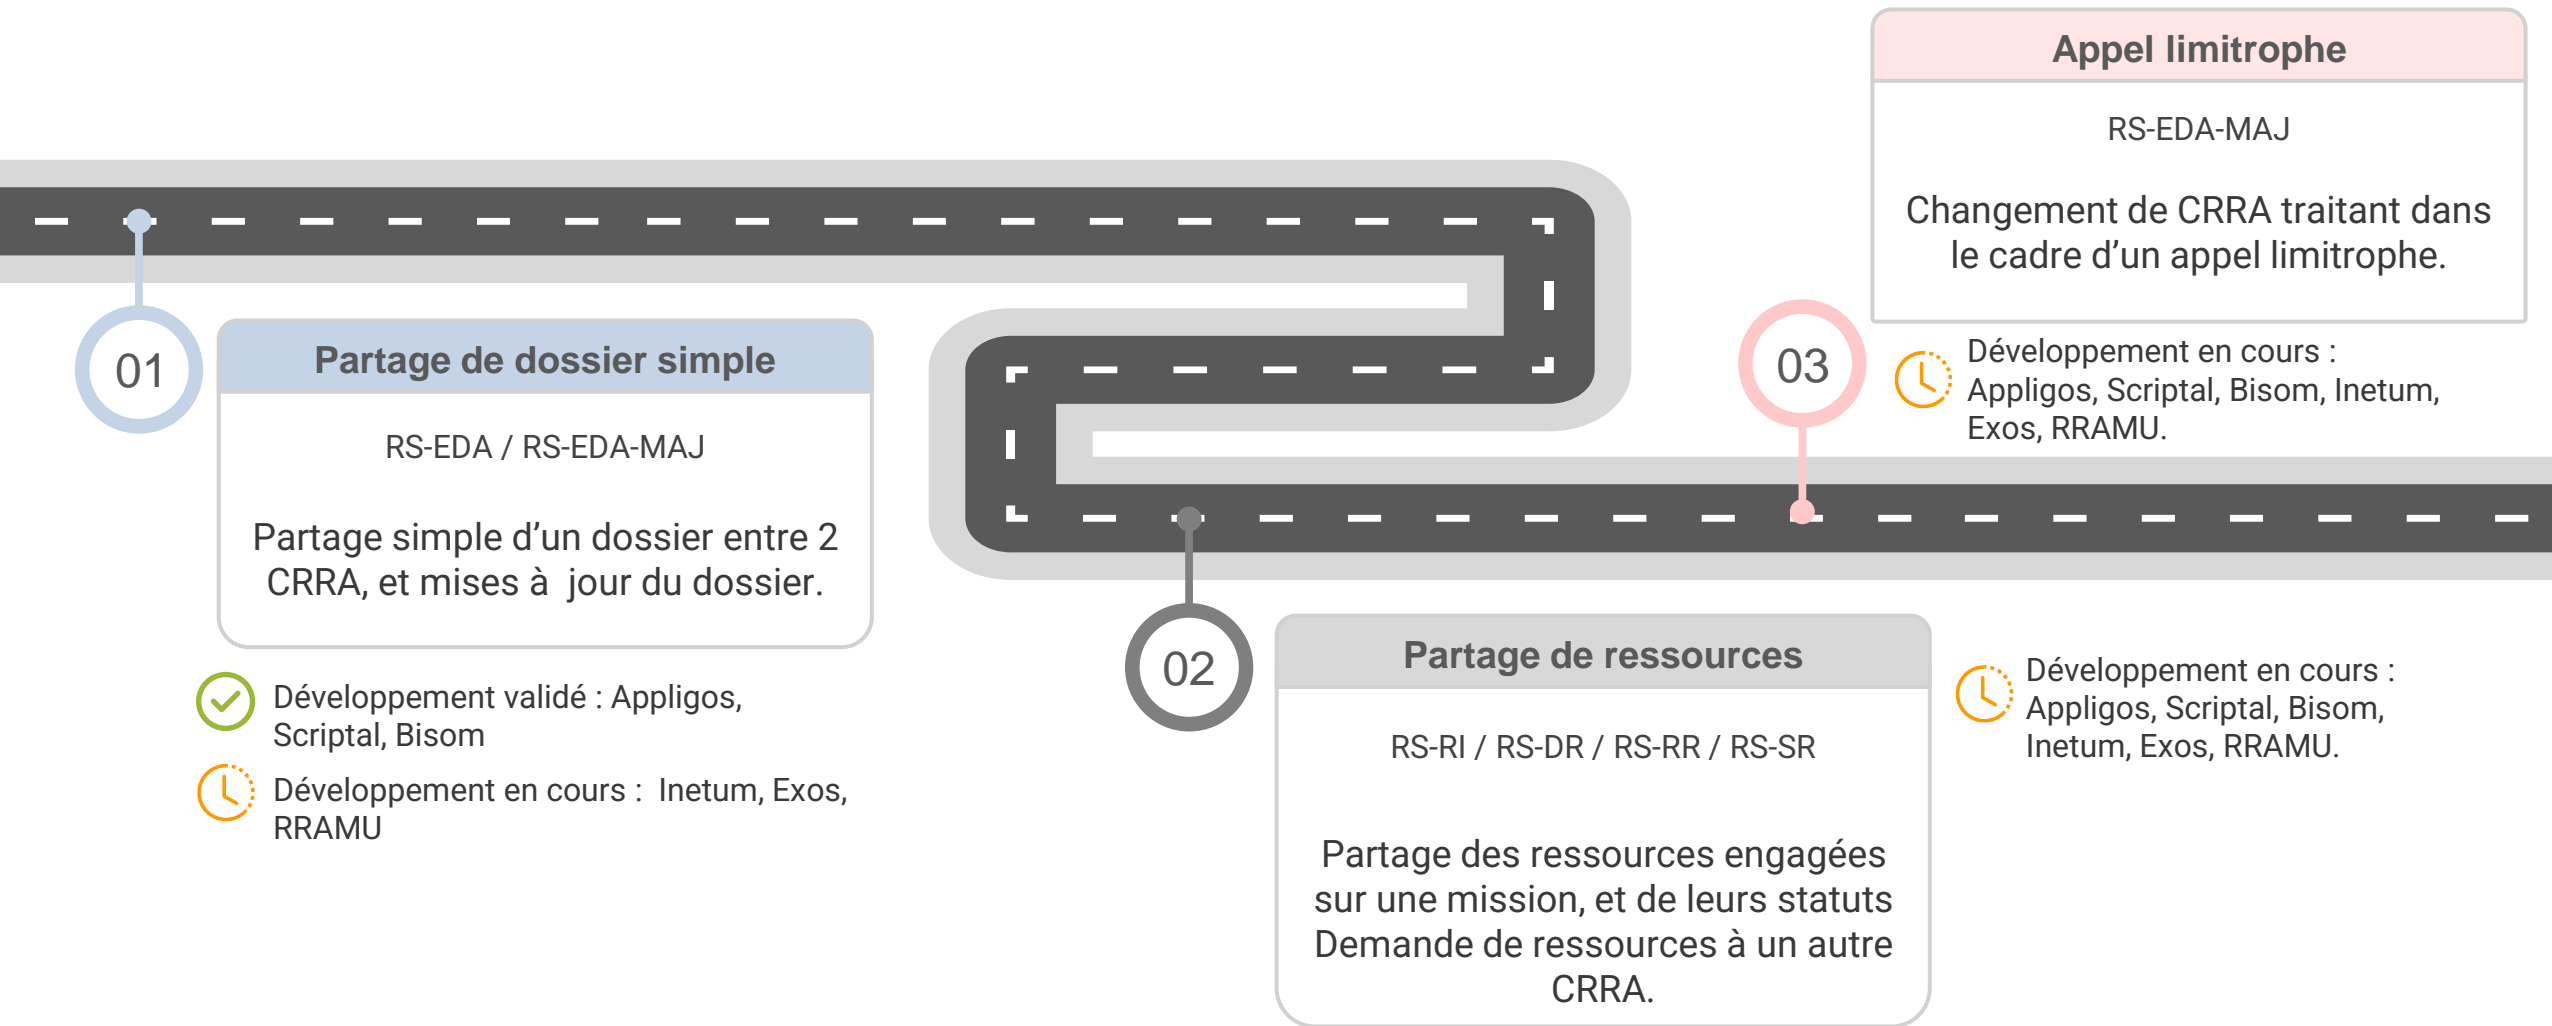 01
Partage de dossier simple
RS-EDA / RS-EDA-MAJ
Partage simple d’un dossier entre 2
CRRA, et mises à  jour du dossier.
Développement validé : Appligos,
Scriptal, Bisom
Développement en cours :  Inetum, Exos,
RRAMU
02
Partage de ressources
RS-RI / RS-DR / RS-RR / RS-SR
Partage des ressources engagées
sur une mission, et de leurs statuts
Demande de ressources à un autre
CRRA.
Développement en cours :
Appligos, Scriptal, Bisom,
Inetum, Exos, RRAMU.
03
Appel limitrophe
RS-EDA-MAJ
Changement de CRRA traitant dans
le cadre d’un appel limitrophe.
Développement en cours :
Appligos, Scriptal, Bisom, Inetum,
Exos, RRAMU.